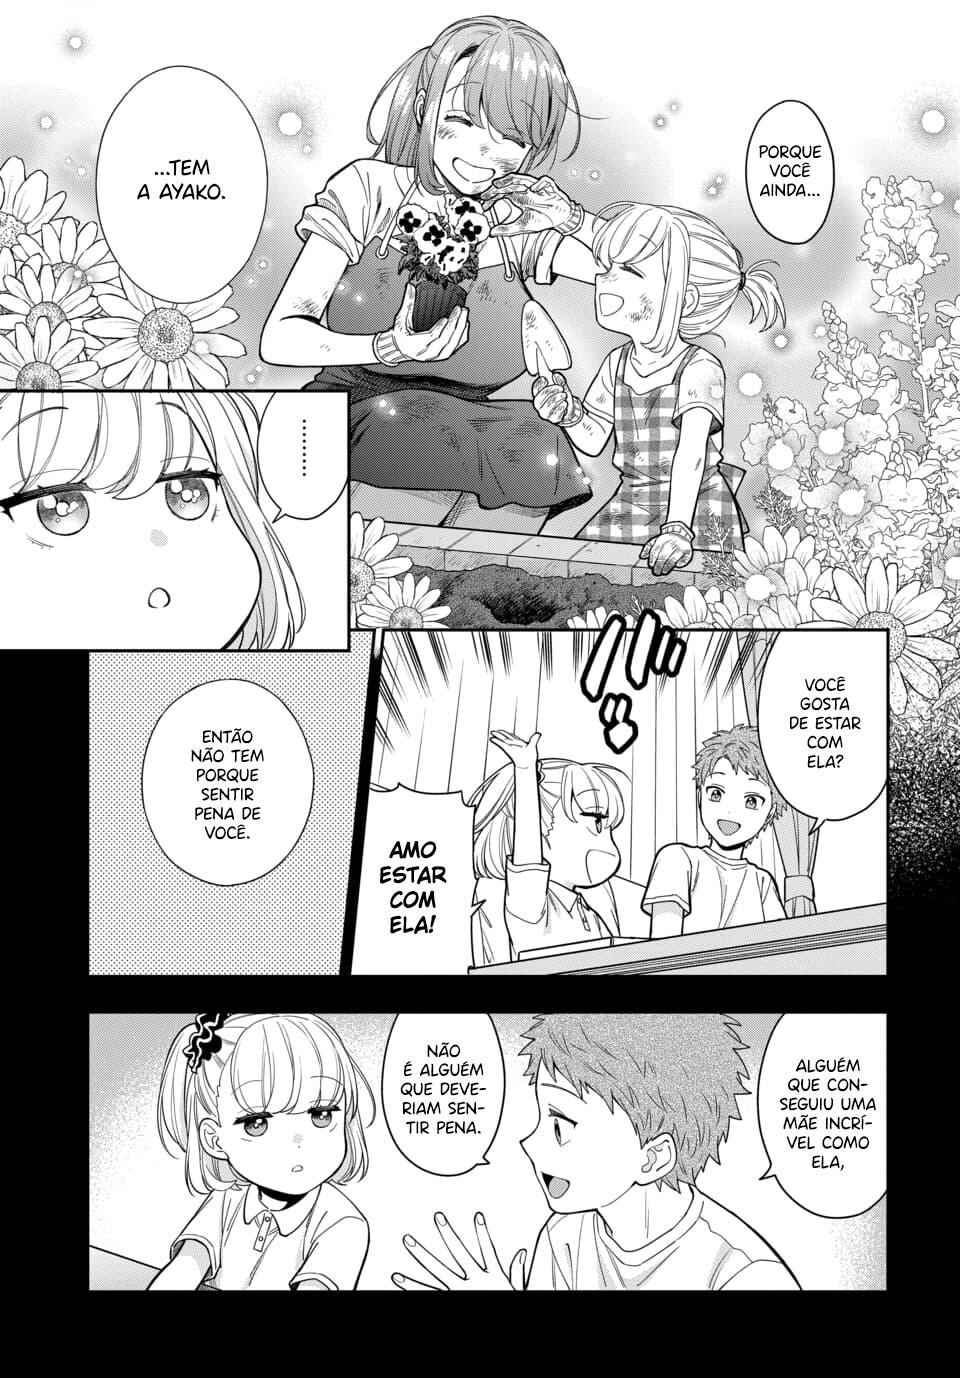 PORQUE
VOCÊ
AINDA...
...TEM
A AYAKO.
.........
VOCÊ
GOSTA
DE ESTAR
COM
ELA?
AMO
ESTAR
COM
ELA!
ENTÃO
NÃO TEM
PORQUE
SENTIR
PENA DE
VOCÊ.
ALGUÉM
QUE CON-
SEGUIU UMA
MÃE INCRÍ-
VEL COMO
ELA,
NÃO
É ALGUÉM
QUE DEVE-
RIAM SEN-
TIR PENA.